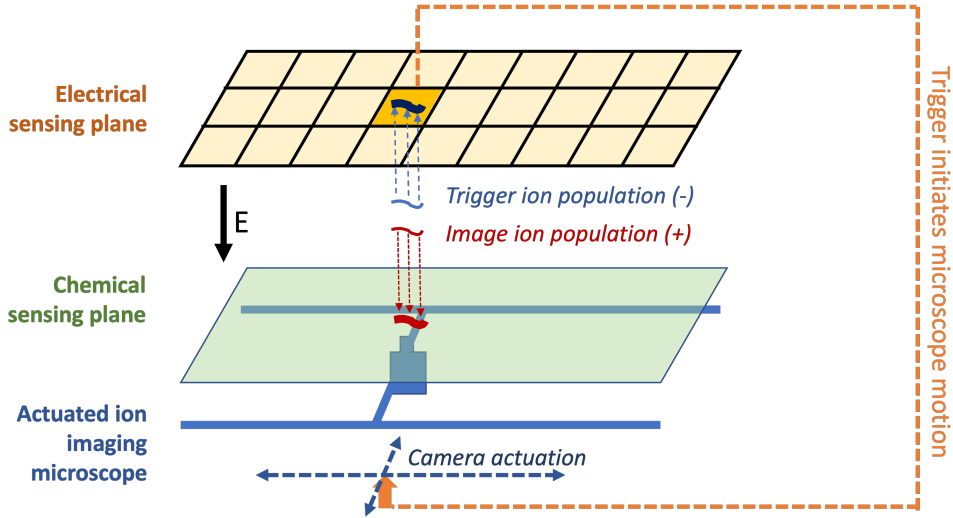 Electrical
sensing plane
Trigger ion population (-)
E
Image ion population (+)
Chemical
sensing plane
Actuated ion
imaging
microscope
Camera actuation
Trigger initiates microscope motion